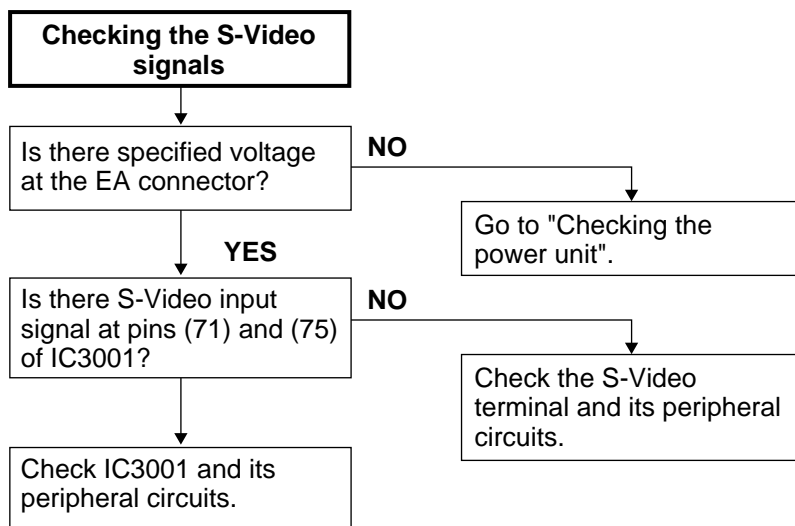 Checking the S-Video
signals
Is there specified voltage
at the EA connector?
NO
Go to "Checking the
power unit".
YES
Is there S-Video input
signal at pins (71) and (75)
of IC3001?
NO
Check the S-Video
terminal and its peripheral
circuits.
Check IC3001 and its
peripheral circuits.